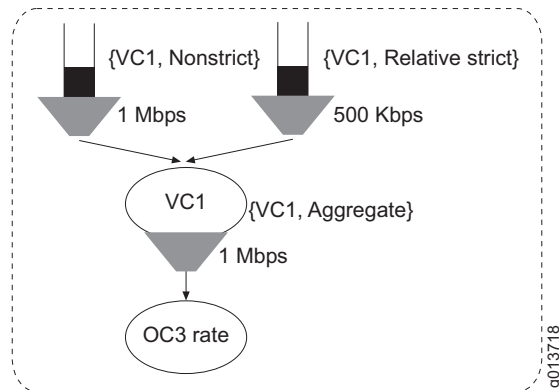 {VC1, Nonstrict}
{VC1, Relative strict}
1 Mbps
500 Kbps
VC1
{VC1, Aggregate}
1 Mbps
OC3 rate
g013718